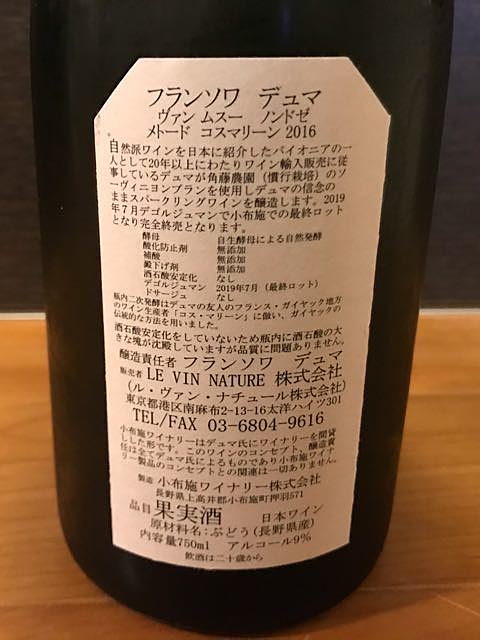 フランソワ デュマ
ヴァン ムスー ノンドゼ
メトード コスマリーン 2016
自然派ワインを日本に紹介したパイオニアの一
人として20年以上にわたりワイン輸入販売に従
事しているデュマが角藤農園（慣行栽培）のソ
ーヴィニヨンブランを使用しデュマの信念の
ままスパークリングワインを醸造します。2019
年7月デゴルジュマンで小布施での最終ロット
となり完全終売となります。
酵母 自生酵母による自然発酵
酸化防止剤 無添加
補酸 無添加
澱下げ剤 無添加
酒石酸安定化 なし
デゴルジュマン 2019年7月（最終ロット）
ドサージュ なし
瓶内二次発酵はデュマの友人のフランス・ガイヤック地方
のワイン生産者「コス・マリーン」に倣い、ガイヤックの
伝統的な方法を用いました。
酒石酸安定化をしていないため瓶内に酒石酸の大
きな塊が沈殿していますが品質に問題ありません。
醸造責任者 フランソワ デュマ
販売者 LE VIN NATURE 株式会社
（ル・ヴァン・ナチュール株式会社）
東京都港区南麻布2-13-16太洋ハイツ301
TEL/FAX 03-6804-9616
小布施ワイナリーはデュマ氏にワイナリーを間貸
しした形です。このワインのコンセプト、醸造責
任は全てデュマ氏によるものであり小布施ワイナ
リー製品のコンセプトとの関連は一切ありません。
製造 小布施ワイナリー株式会社
長野県上高井郡小布施町押羽571
品目 果実酒 日本ワイン
原材料名：ぶどう（長野県産）
内容量750ml アルコール9%
飲酒は二十歳から